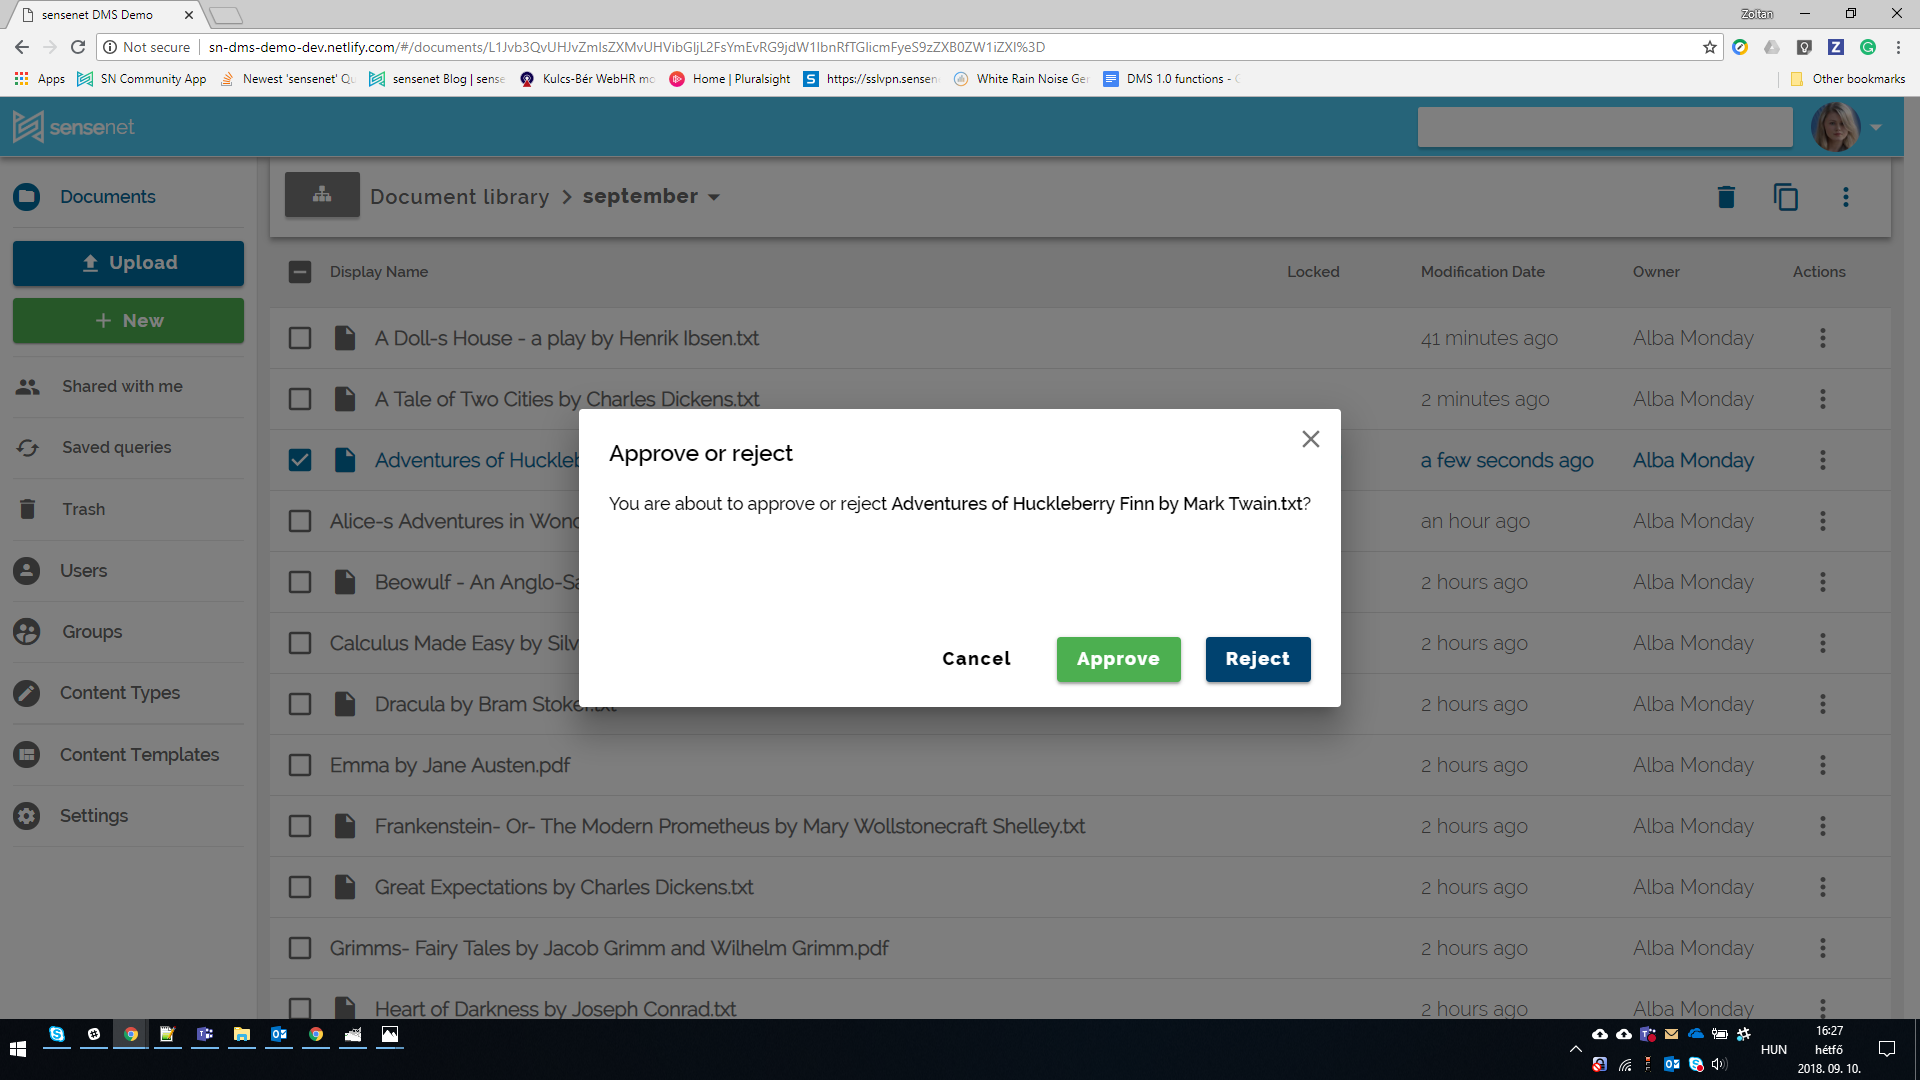 sensenet DMS Demo
Zoltan
Not secure
sn-dms-demo-dev.netlify.com/#/documents/L1Jvb3QvUHJvZmlsZXMvUHVibGljL2FsYmEvRG9jdW1lbnRfTGlicmFyeS9zZXB0ZW1iZXI%3D
Apps
SN Community App
Newest 'sensenet' Qu
sensenet Blog | sense
Kulcs-Bér WebHR mo
Home | Pluralsight
https://sslvpn.sensen
White Rain Noise Ger
DMS 1.0 functions -
Other bookmarks
sensenet
Documents
Upload
New
Shared with me
Saved queries
Trash
Users
Groups
Content Types
Content Templates
Settings
Document library > september
Display Name Locked Modification Date Owner Actions
A Doll-s House - a play by Henrik Ibsen.txt 41 minutes ago Alba Monday
A Tale of Two Cities by Charles Dickens.txt 2 minutes ago Alba Monday
Adventures of Huckleb a few seconds ago Alba Monday
Alice-s Adventures in Wond an hour ago Alba Monday
Beowulf - An Anglo-Sa 2 hours ago Alba Monday
Calculus Made Easy by Silv 2 hours ago Alba Monday
Dracula by Bram Stoker.txt 2 hours ago Alba Monday
Emma by Jane Austen.pdf 2 hours ago Alba Monday
Frankenstein- Or- The Modern Prometheus by Mary Wollstonecraft Shelley.txt 2 hours ago Alba Monday
Great Expectations by Charles Dickens.txt 2 hours ago Alba Monday
Grimms- Fairy Tales by Jacob Grimm and Wilhelm Grimm.pdf 2 hours ago Alba Monday
Heart of Darkness by Joseph Conrad.txt 2 hours ago Alba Monday
Approve or reject
You are about to approve or reject Adventures of Huckleberry Finn by Mark Twain.txt?
Cancel
Approve
Reject
HUN
16:27
hétfő
2018. 09. 10.